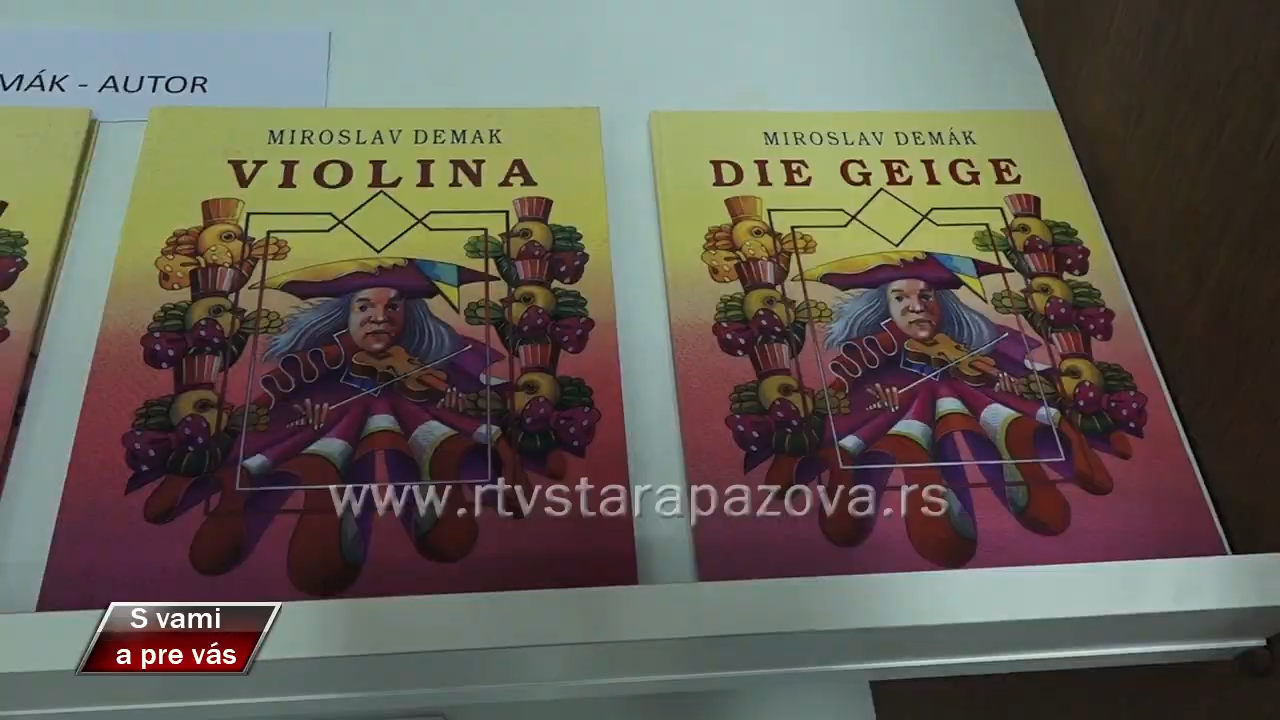 MÁK - AUTOR
MIROSLAV DEMAK
VIOLINA
MIROSLAV DEMÁK
DIE GEIGE
www.rtvstarapazova.rs
S vami
a pre vás